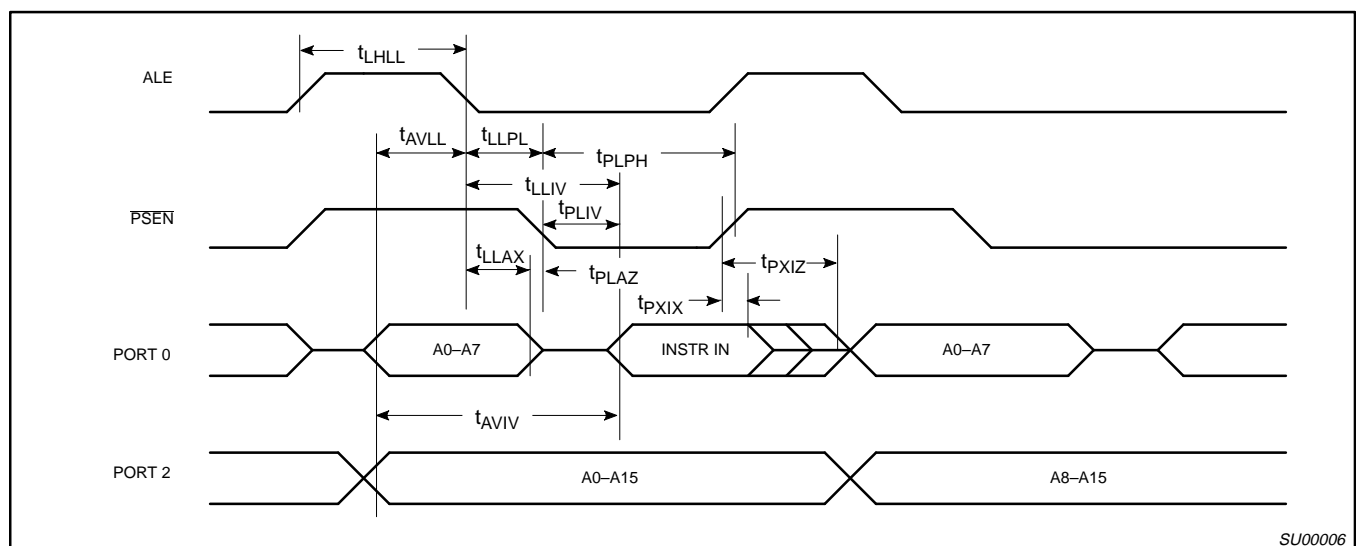 tLHLL
ALE
tAVLL
tLLPL
tPLPH
tLLIV
PSEN
tPLIV
tLLAX
tPLAZ
tPXIZ
tPXIX
PORT 0
A0–A7
INSTR IN
A0–A7
tAVIV
PORT 2
A0–A15
A8–A15
SU00006